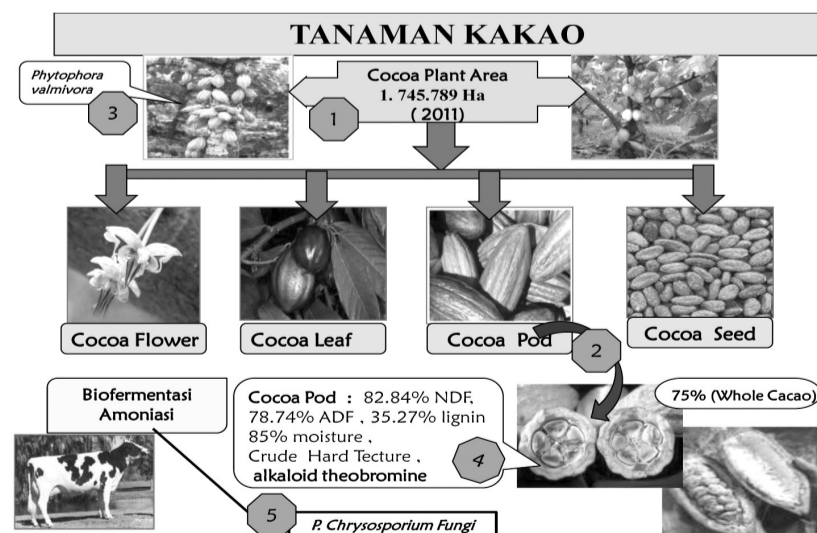 TANAMAN KAKAO
Phytophora
valmivora
3
1
Cocoa Plant Area
1. 745.789 Ha
( 2011)
Cocoa Flower
Cocoa Leaf
Cocoa Pod
Cocoa Seed
2
Biofermentasi
Amoniasi
Cocoa Pod : 82.84% NDF,
78.74% ADF , 35.27% lignin
85% moisture ,
Crude Hard Tecture ,
alkaloid theobromine
4
75% (Whole Cacao)
5
P. Chrysosporium Fungi